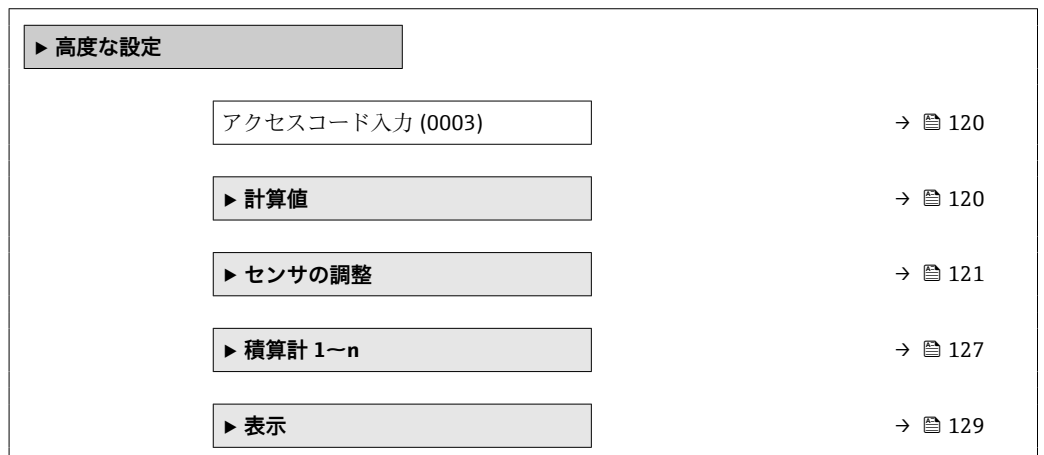 ▶ 高度な設定
アクセスコード入力 (0003) → 120
▶ 計算値 → 120
▶ センサの調整 → 121
▶ 積算計 1～n → 127
▶ 表示 → 129